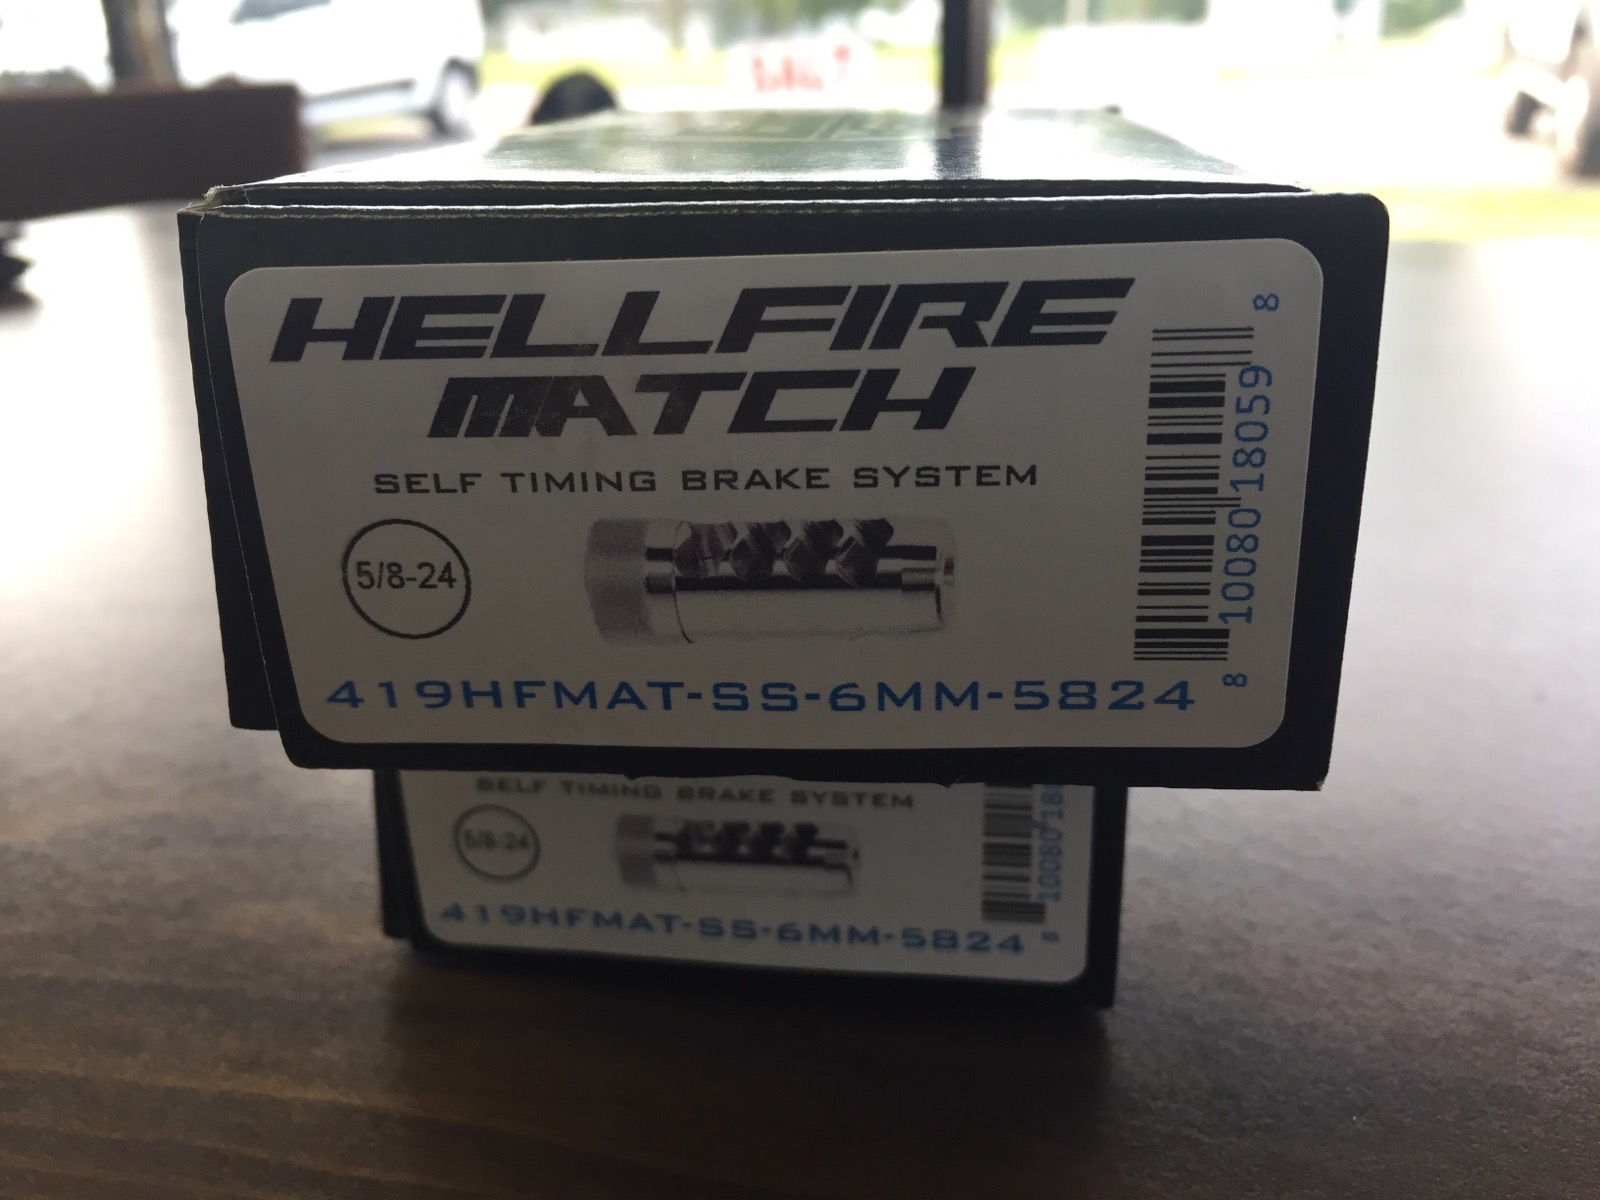 HELLFIRE
MATCH
SELF TIMING BRAKE SYSTEM
5/8-24
419HFMAT-SS-6MM-5824
8 10080 18059 8
SELF TIMING BRAKE SYSTEM
5/8-24
419HFMAT-SS-6MM-5824